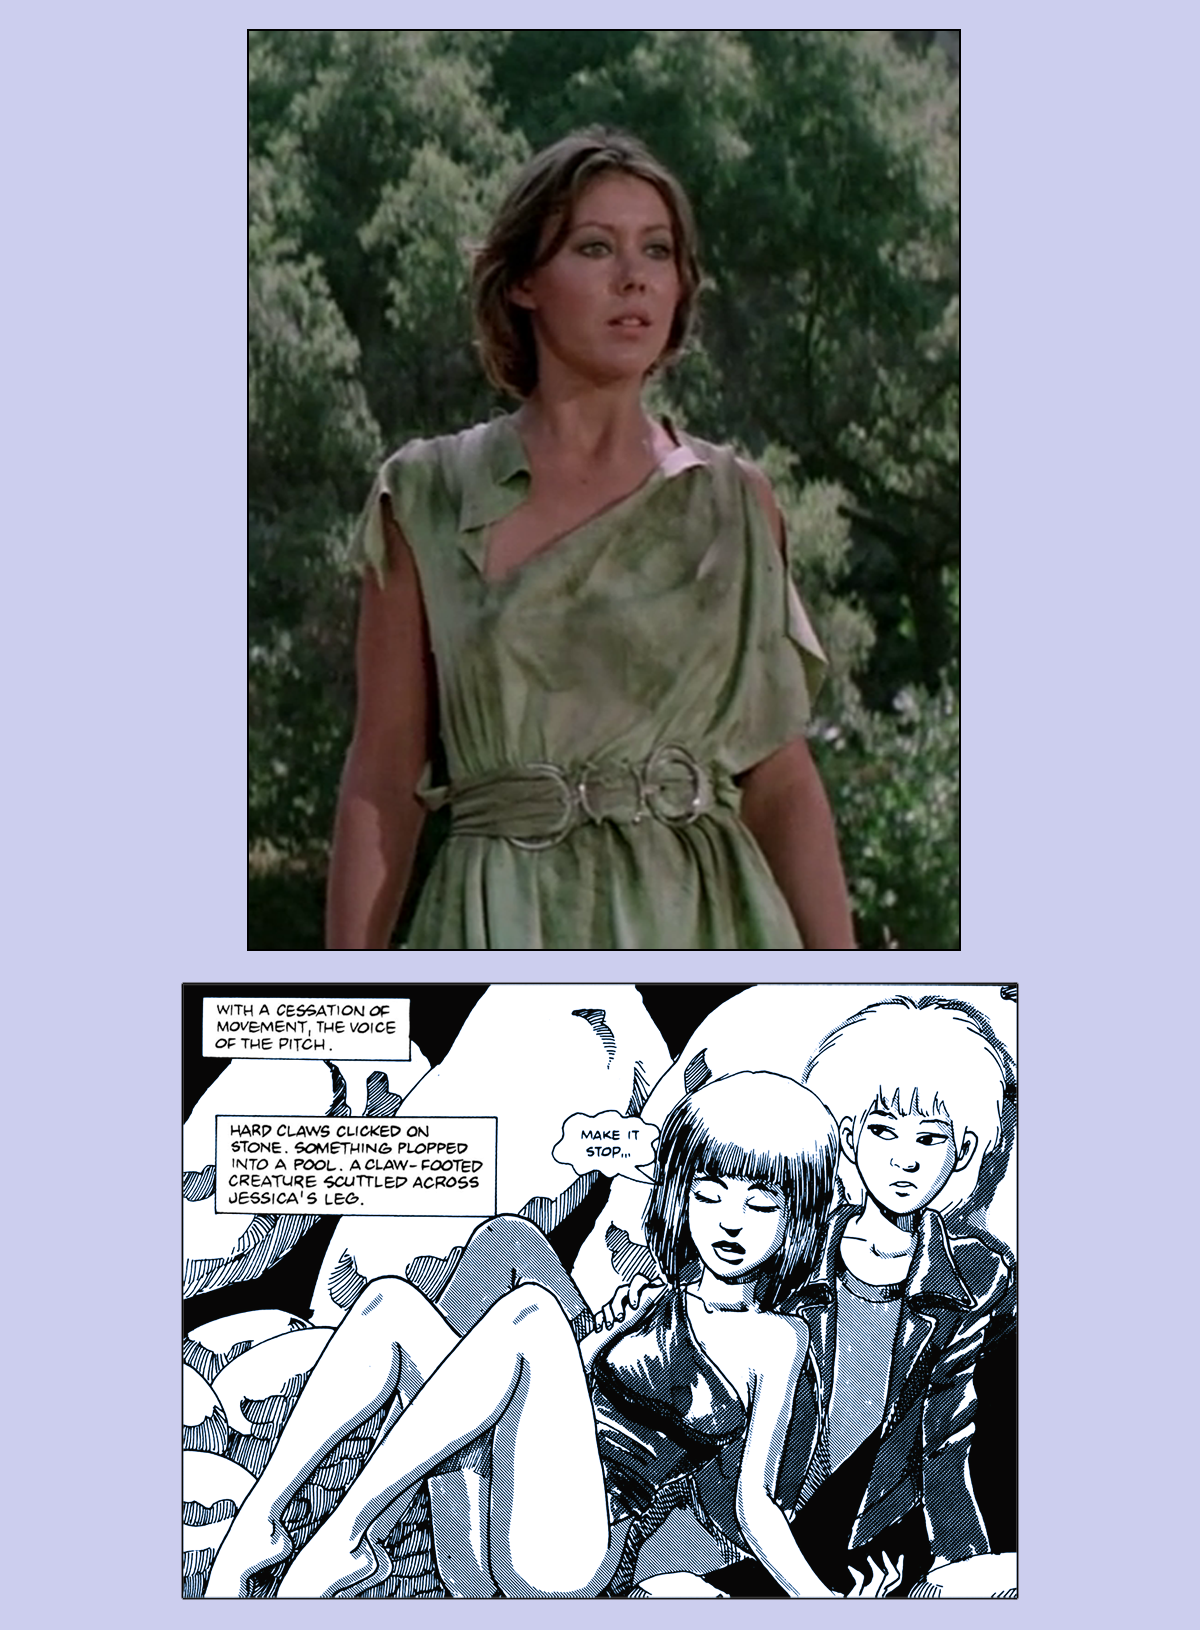 WITH A CESSATION OF
MOVEMENT, THE VOICE
OF THE PITCH.
HARD CLAWS CLICKED ON
STONE. SOMETHING PLOPPED
INTO A POOL. A CLAW-FOOTED
CREATURE SCUTTLED ACROSS
JESSICA'S LEG.
MAKE IT
STOP...